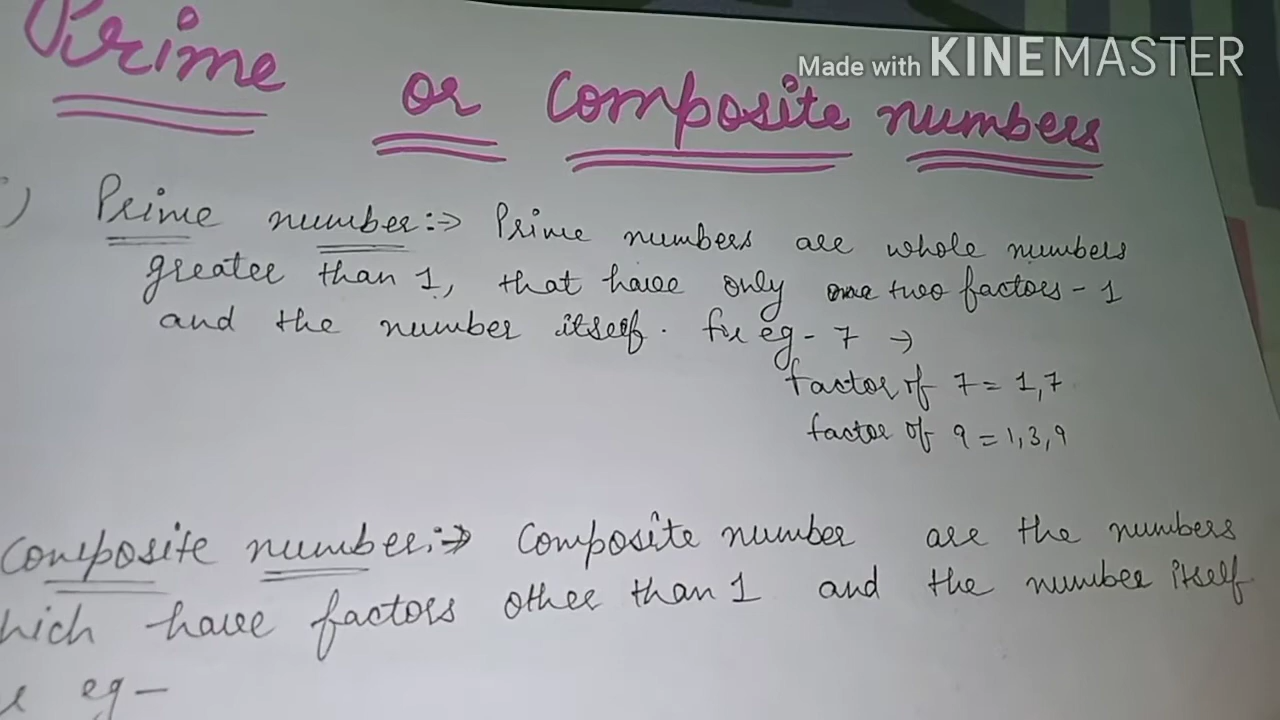 Made with KINEMASTER
Prime or composite numbers
Prime number:⇒ Prime numbers are whole numbers
greater than 1, that have only two factors - 1
and the number itself. for eg - 7 →
factor of 7 = 1,7
factor of 9 = 1,3,9
Composite number:⇒ Composite number are the numbers
hich have factors other than 1 and the number itself
eg -